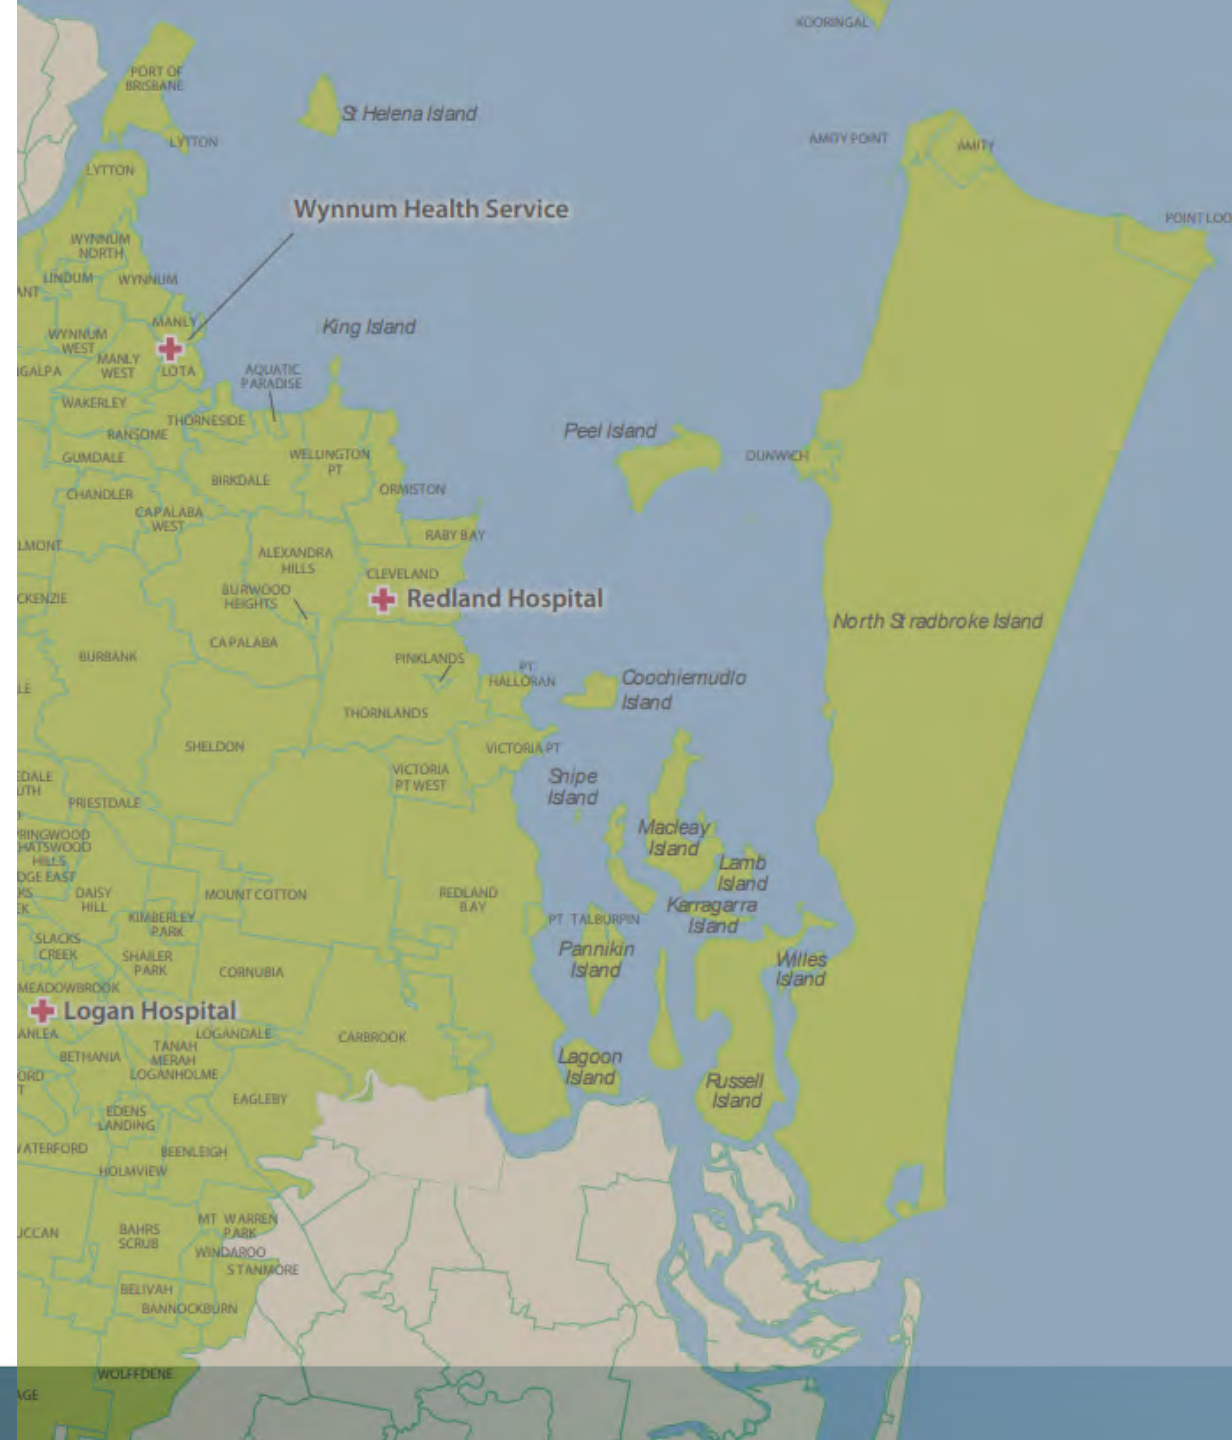 KOORINGAL
PORT OF
BRISBANE
St Helena Island
LYTTON
AMITY POINT
AMITY
LYTTON
Wynnum Health Service
WYNNUM
NORTH
LINDUM
WYNNUM
MANLY
King Island
WYNNUM
WEST
MANLY
WEST
LOTA
AQUATIC
PARADISE
WAKERLEY
THORNESIDE
RANSOME
Peel Island
GUMDALE
WELLINGTON
PT
DUNWICH
BIRKDALE
ORMISTON
CHANDLER
CAPALABA
WEST
RABY BAY
ALEXANDRA
HILLS
CLEVELAND
BURWOOD
HEIGHTS
Redland Hospital
North Stradbroke Island
CAPALABA
BURBANK
PINKLANDS
PT
HALLORAN
Coochiemudlo
Island
THORNLANDS
SHELDON
VICTORIA PT
VICTORIA
PT WEST
Snipe
Island
PRIESTDALE
Macleay
Island
Lamb
Island
DAISY
HILL
MOUNT COTTON
REDLAND
BAY
Karragarra
Island
KIMBERLEY
PARK
PT TALBURPIN
SLACKS
CREEK
SHAILER
PARK
Pannikin
Island
Willes
Island
CORNUBIA
MEADOWBROOK
Logan Hospital
LOGANDALE
CARBROOK
BETHANIA
TANAH
MERAH
LOGANHOLME
Lagoon
Island
Russell
Island
EAGLEBY
EDENS
LANDING
BEENLEIGH
HOLMVIEW
MT WARREN
PARK
BAHRS
SCRUB
WINDAROO
STANMORE
BELIVAH
BANNOCKBURN
WOLFFDENE